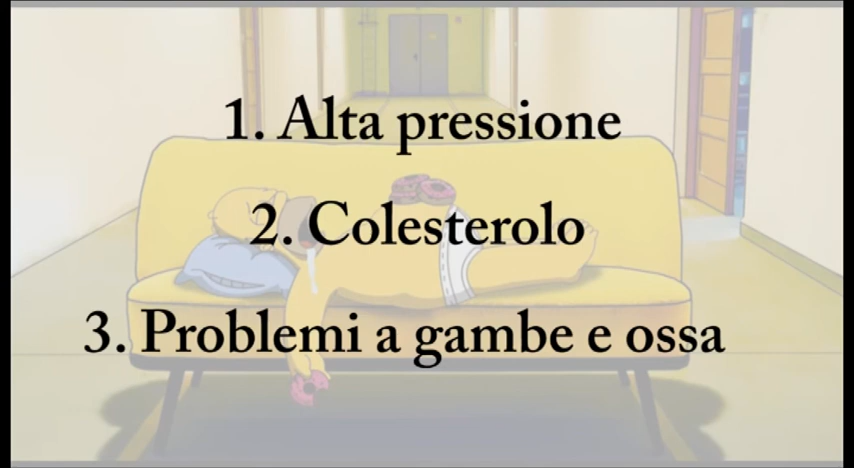 1. Alta pressione
2. Colesterolo
3. Problemi a gambe e ossa